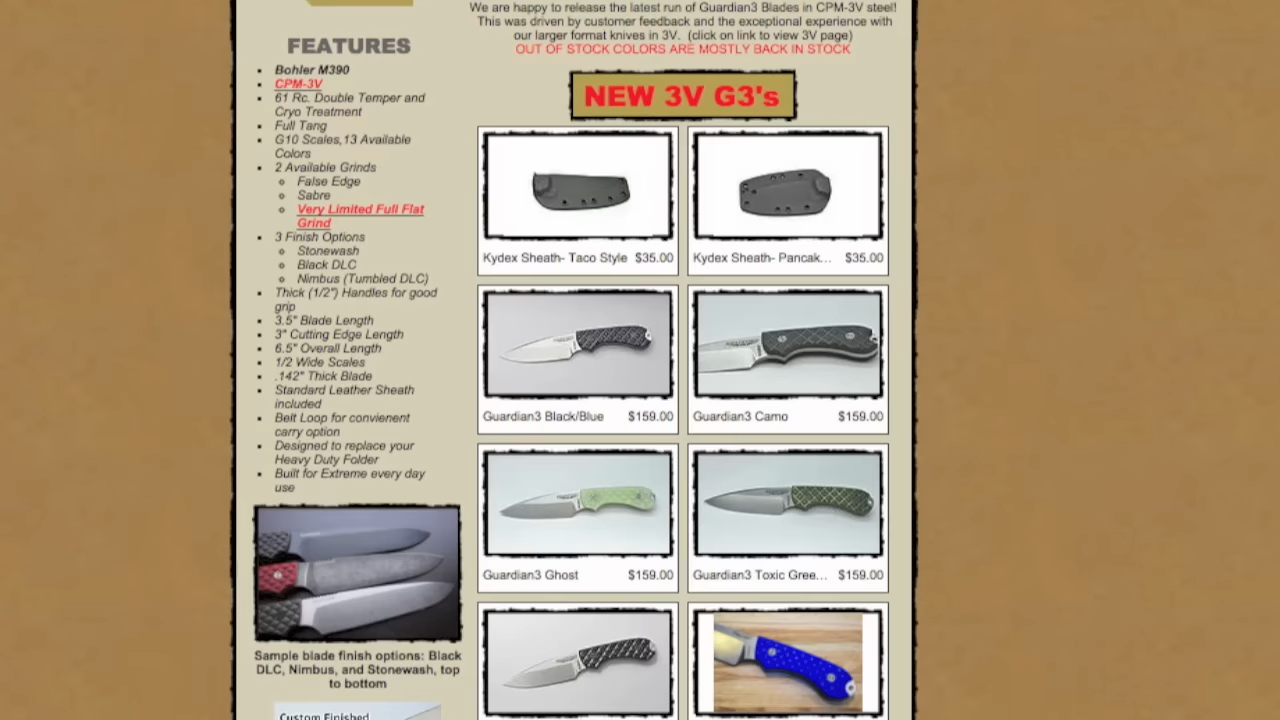 We are happy to release the latest run of Guardian3 Blades in CPM-3V steel!
This was driven by customer feedback and the exceptional experience with
our larger format knives in 3V. (click on link to view 3V page)
OUT OF STOCK COLORS ARE MOSTLY BACK IN STOCK
FEATURES
Bohler M390
CPM-3V
61 Rc. Double Temper and
Cryo Treatment
Full Tang
G10 Scales,13 Available
Colors
2 Available Grinds
False Edge
Sabre
Very Limited Full Flat
Grind
3 Finish Options
Stonewash
Black DLC
Nimbus (Tumbled DLC)
Thick (1/2") Handles for good
grip
3.5" Blade Length
3" Cutting Edge Length
6.5" Overall Length
1/2 Wide Scales
.142" Thick Blade
Standard Leather Sheath
included
Belt Loop for convienent
carry option
Designed to replace your
Heavy Duty Folder
Built for Extreme every day
use
Sample blade finish options: Black
DLC, Nimbus, and Stonewash, top
to bottom
Custom Finished
NEW 3V G3's
Kydex Sheath- Taco Style $35.00
Kydex Sheath- Pancak... $35.00
Guardian3 Black/Blue $159.00
Guardian3 Camo $159.00
Guardian3 Ghost $159.00
Guardian3 Toxic Gree... $159.00